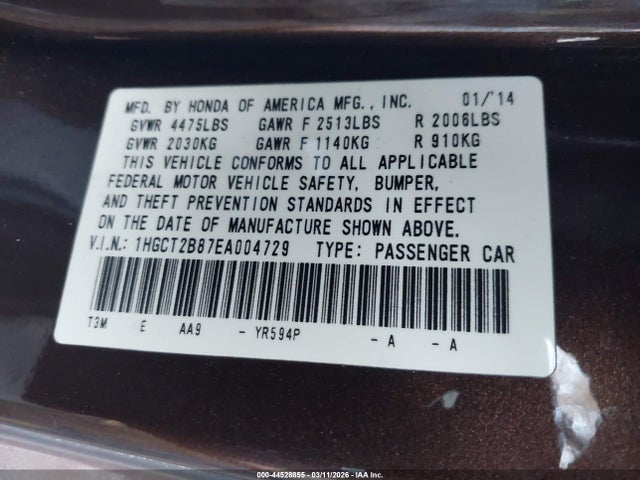 MFD. BY HONDA OF AMERICA MFG., INC. 01/'14
GVWR 4475LBS GAWR F 2513LBS R 2006LBS
GVWR 2030KG GAWR F 1140KG R 910KG
THIS VEHICLE CONFORMS TO ALL APPLICABLE
FEDERAL MOTOR VEHICLE SAFETY, BUMPER,
AND THEFT PREVENTION STANDARDS IN EFFECT
ON THE DATE OF MANUFACTURE SHOWN ABOVE.
V.I.N.: 1HGCT2B87EA004729 TYPE: PASSENGER CAR
T3M E AA9 - YR594P - A - A
000-44528855 - 03/11/2026 - IAA Inc.